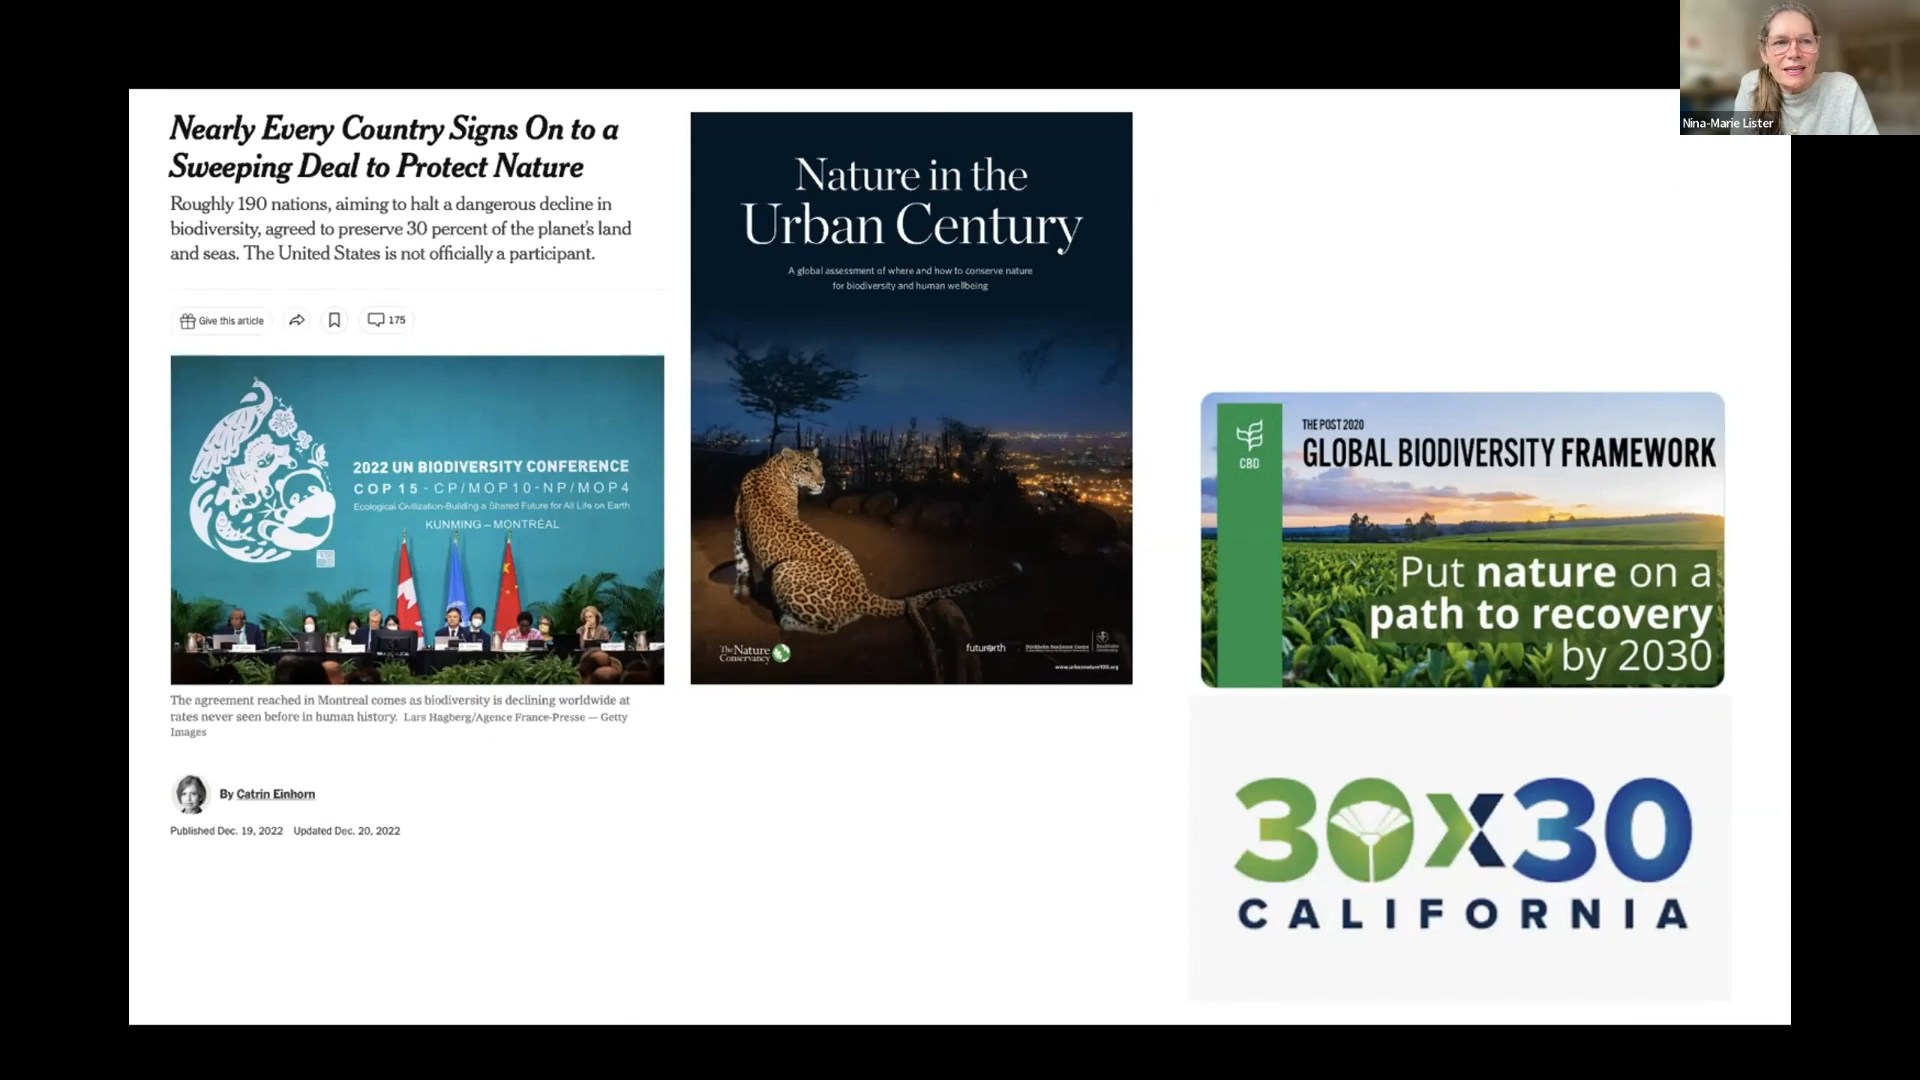 Nina-Marie Lister
Nearly Every Country Signs On to a
Sweeping Deal to Protect Nature
Roughly 190 nations, aiming to halt a dangerous decline in
biodiversity, agreed to preserve 30 percent of the planet's land
and seas. The United States is not officially a participant.
Give this article
175
2022 UN BIODIVERSITY CONFERENCE
COP 15 - CP/MOP10-NP/MOP4
Ecological Civilization-Building a Shared Future for All Life on Earth
KUNMING – MONTRÉAL
The agreement reached in Montreal comes as biodiversity is declining worldwide at
rates never seen before in human history. Lars Hagberg/Agence France-Presse — Getty
Images
By Catrin Einhorn
Published Dec. 19, 2022 Updated Dec. 20, 2022
Nature in the
Urban Century
A global assessment of where and how to conserve nature
for biodiversity and human wellbeing
The Nature
Conservancy
futurerth
www.urbannature100.org
CBD
THE POST 2020
GLOBAL BIODIVERSITY FRAMEWORK
Put nature on a
path to recovery
by 2030
30x30
CALIFORNIA